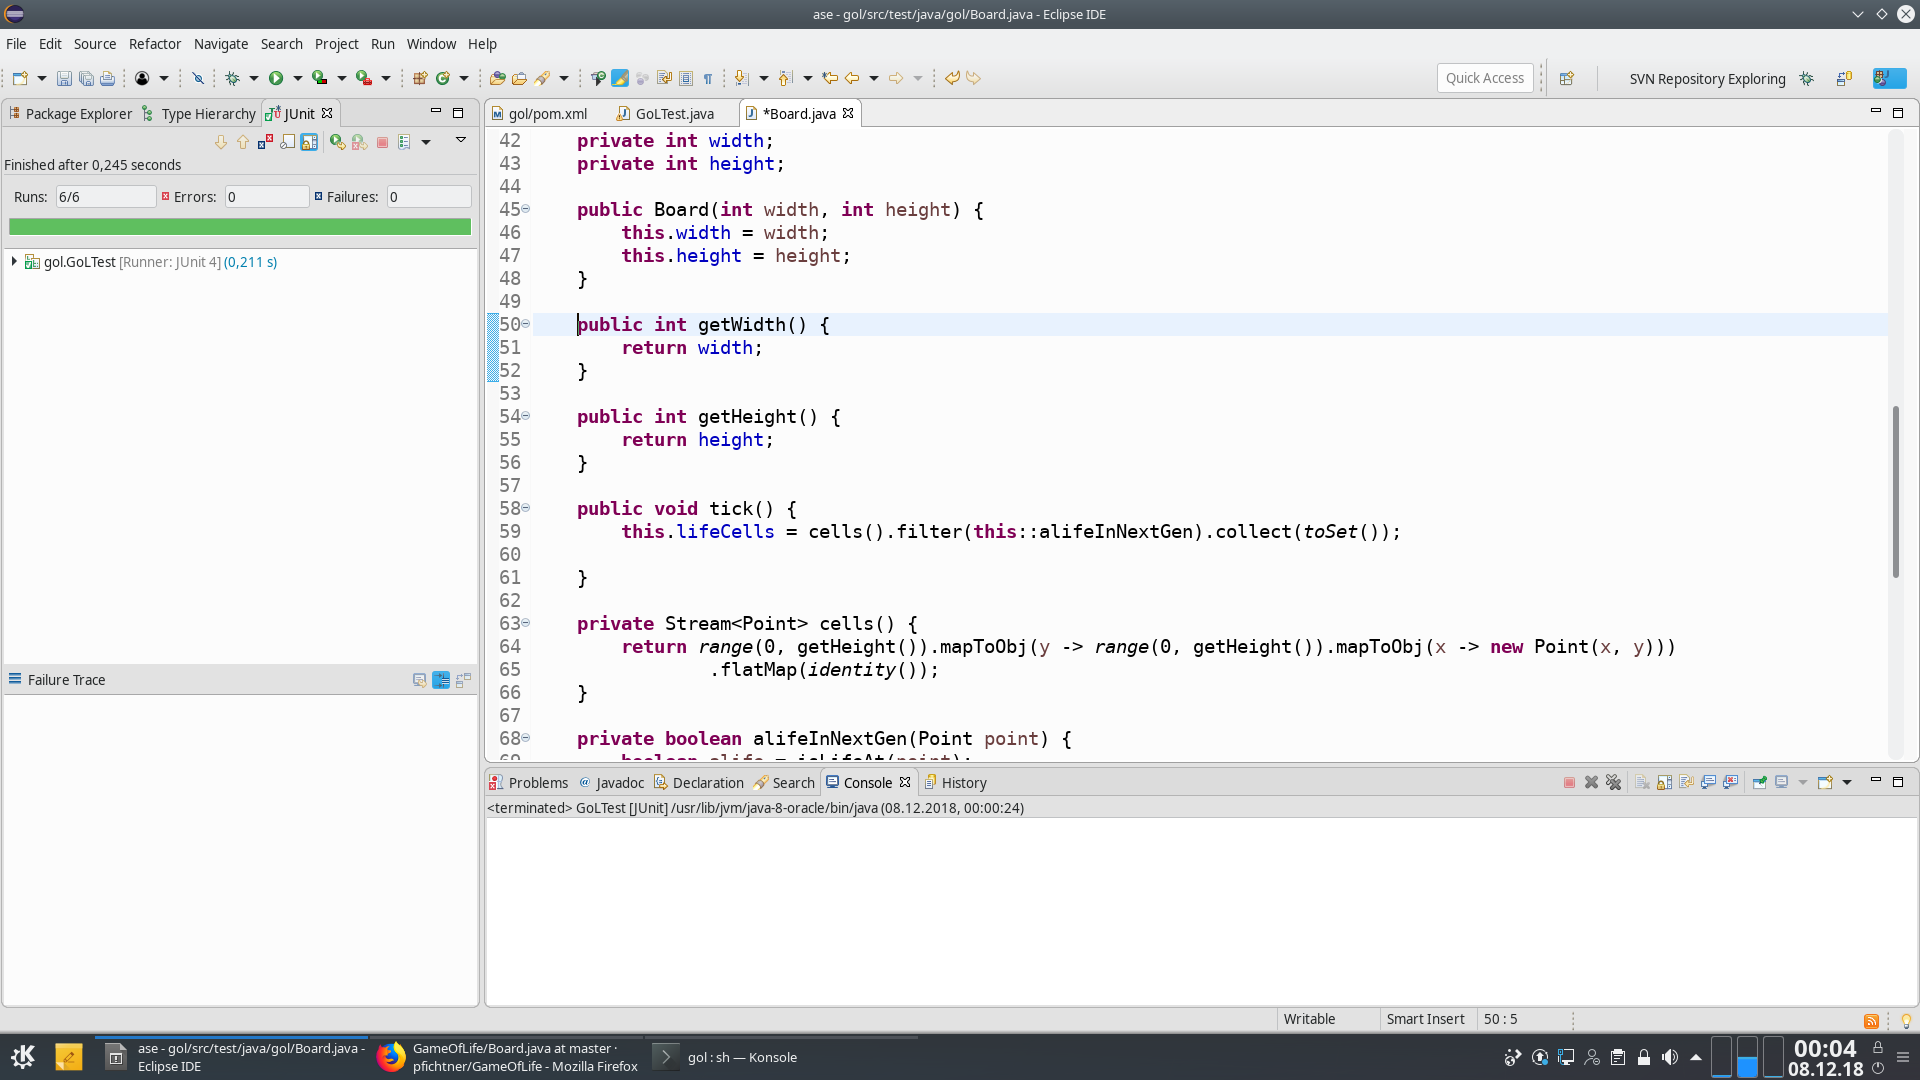 ase - gol/src/test/java/gol/Board.java - Eclipse IDE
File Edit Source Refactor Navigate Search Project Run Window Help
Quick Access
SVN Repository Exploring
Package Explorer Type Hierarchy JUnit
Finished after 0,245 seconds
Runs: 6/6 Errors: 0 Failures: 0
gol.GoLTest [Runner: JUnit 4] (0,211 s)
Failure Trace
gol/pom.xml GoLTest.java *Board.java
42 private int width;
43 private int height;
44
45 public Board(int width, int height) {
46 this.width = width;
47 this.height = height;
48 }
49
50 public int getWidth() {
51 return width;
52 }
53
54 public int getHeight() {
55 return height;
56 }
57
58 public void tick() {
59 this.lifeCells = cells().filter(this::alifeInNextGen).collect(toSet());
60
61 }
62
63 private Stream<Point> cells() {
64 return range(0, getHeight()).mapToObj(y -> range(0, getHeight()).mapToObj(x -> new Point(x, y)))
65 .flatMap(identity());
66 }
67
68 private boolean alifeInNextGen(Point point) {
69 boolean alife = isLifeAt(point);
Problems Javadoc Declaration Search Console History
<terminated> GoLTest [JUnit] /usr/lib/jvm/java-8-oracle/bin/java (08.12.2018, 00:00:24)
Writable Smart Insert 50 : 5
ase - gol/src/test/java/gol/Board.java -
Eclipse IDE
GameOfLife/Board.java at master ·
pfichtner/GameOfLife - Mozilla Firefox
gol : sh — Konsole
00:04
08.12.18